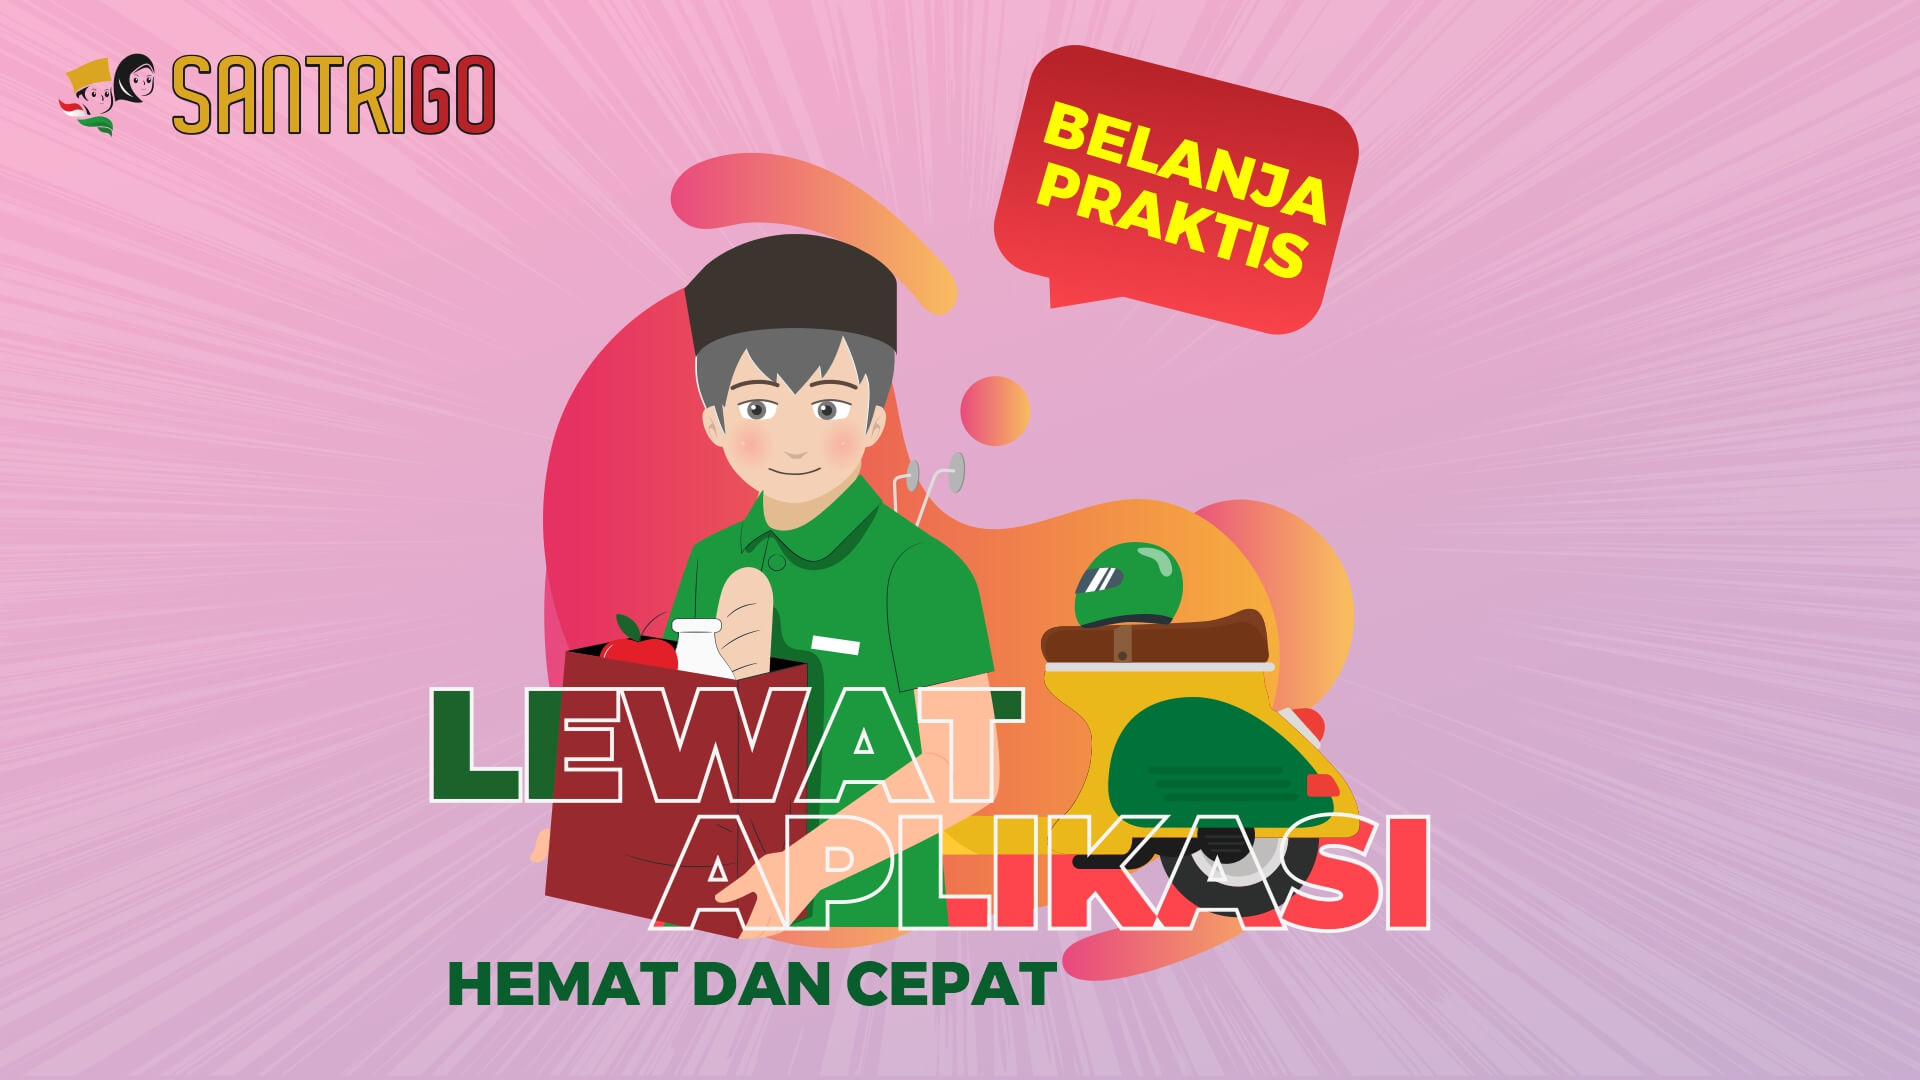 SANTRIGO
BELANJA
PRAKTIS
LEWAT
APLIKASI
HEMAT DAN CEPAT